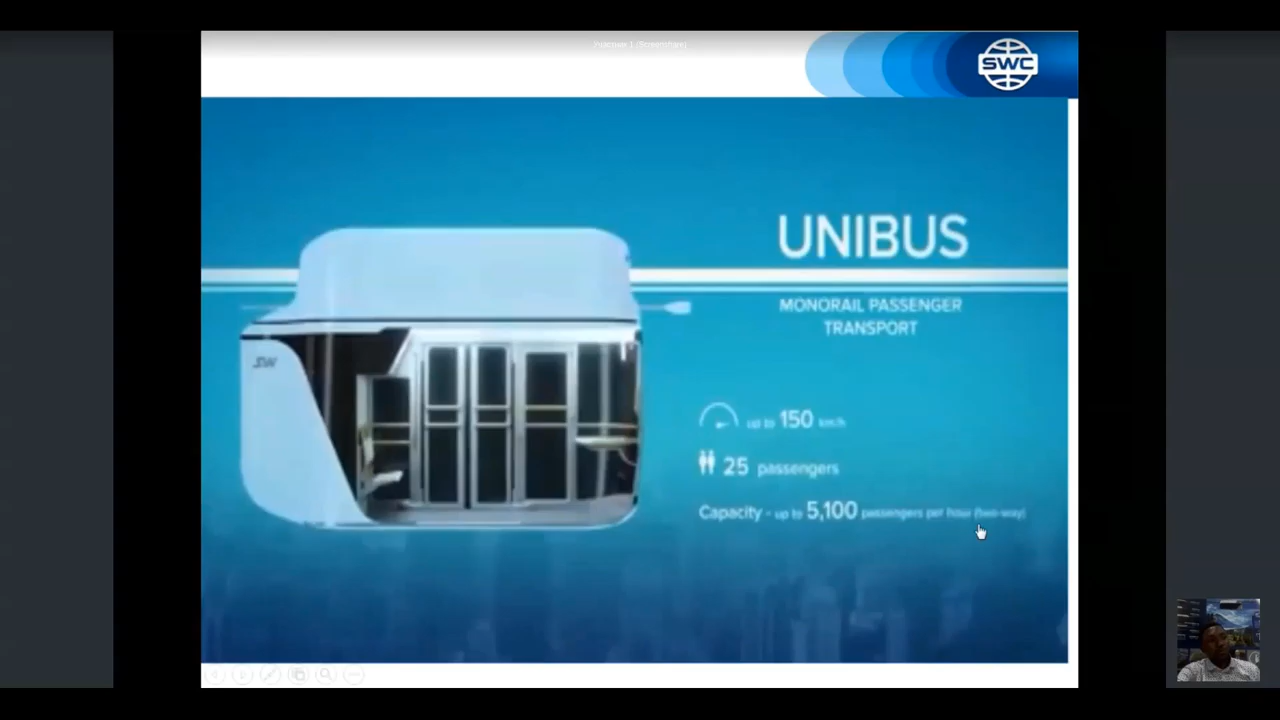 SWC
UNIBUS
MONORAIL PASSENGER
TRANSPORT
SW
up to 150 km/h
25 passengers
Capacity - up to 5,100 passengers per hour (two-way)